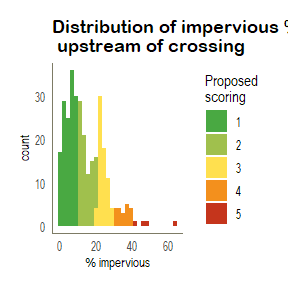 Distribution of impervious %
upstream of crossing
Proposed
scoring
1
2
3
4
5
30
20
10
0
count
0 20 40 60
% impervious